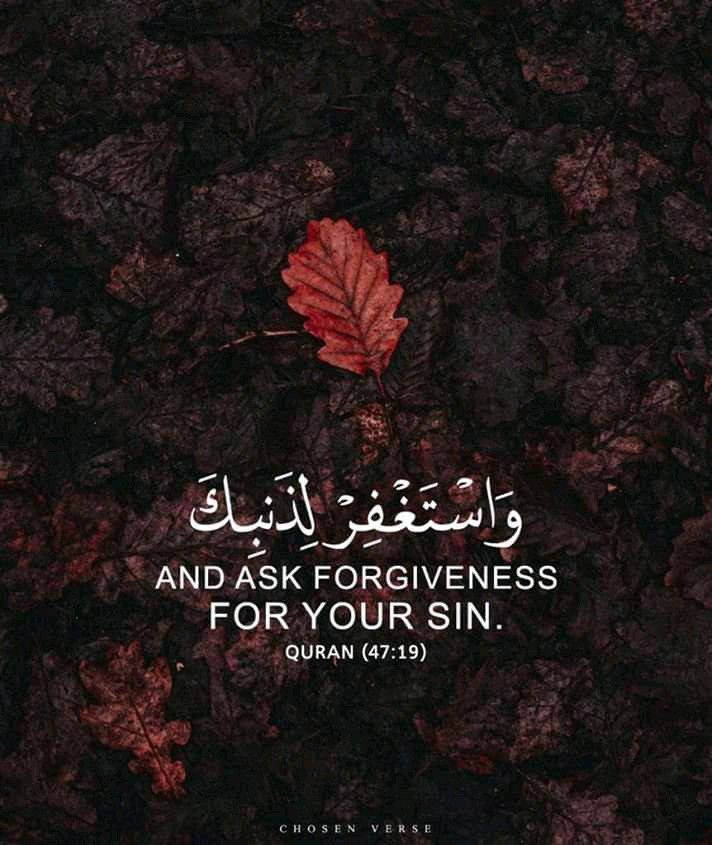 وَاسْتَغْفِرْ لِذَنبِكَ
AND ASK FORGIVENESS
FOR YOUR SIN.
QURAN (47:19)
CHOSEN VERSE